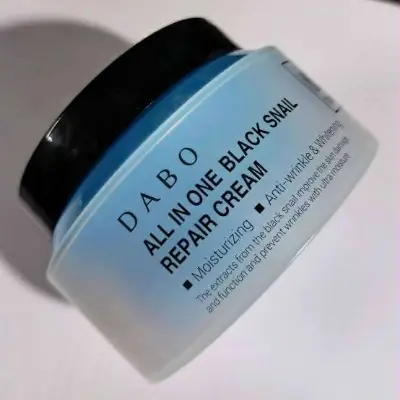 DABO
ALL IN ONE BLACK SNAIL
REPAIR CREAM
■ Moisturizing ■ Anti-wrinkle & Whitening
The extracts from the black snail improve the skin damage
and function and prevent wrinkles with ultra moisture